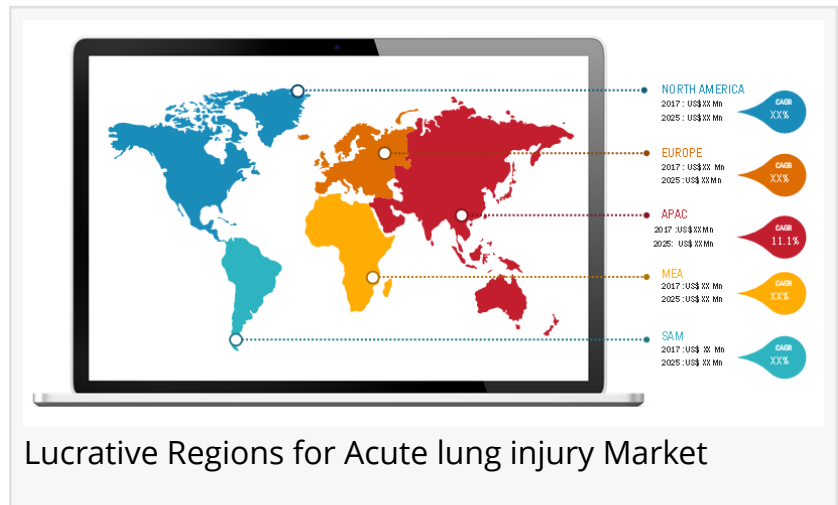 NORTH AMERICA
2017: US$XX Mn
2025: US$XX Mn
CAGR
XX%
EUROPE
2017: US$XX Mn
2025: US$ XXMn
CAGR
XX%
APAC
2017 :US$XX Mn
2025: US$ XX Mn
CAGR
11.1%
MEA
2017:US$ XX Mn
2025:US$ XX Mn
CAGR
XX%
SAM
2017:US$ XX Mn
2025:US$ XX Mn
CAGR
XX%
Lucrative Regions for Acute lung injury Market